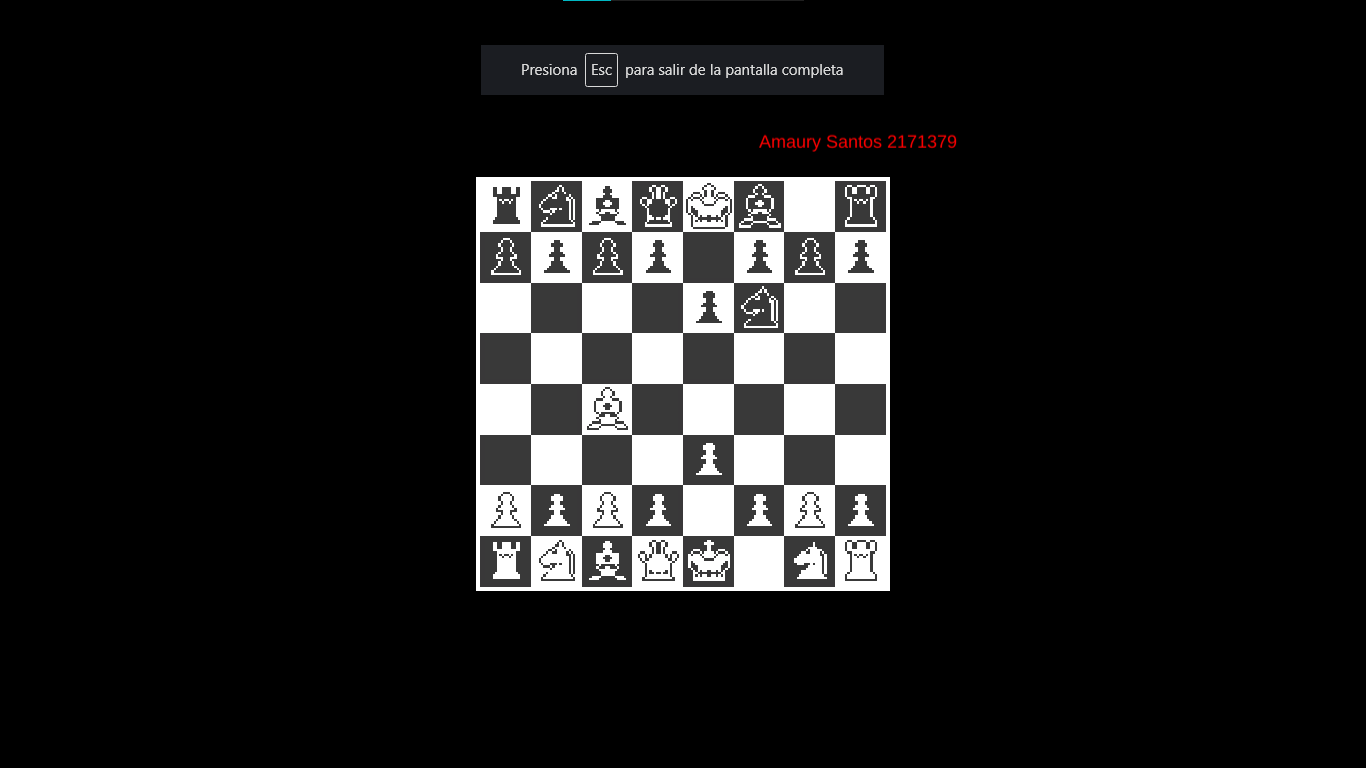 Presiona Esc para salir de la pantalla completa
Amaury Santos 2171379